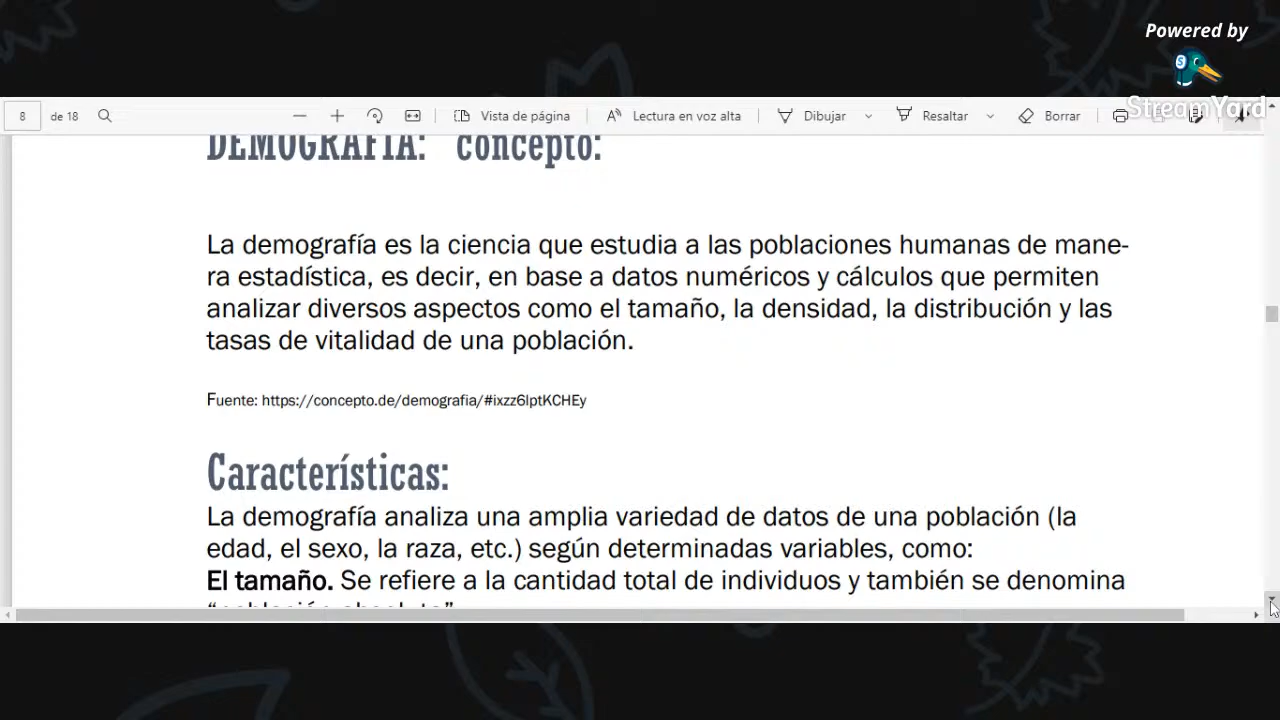 Powered by
StreamYard
8 de 18 Vista de página Lectura en voz alta Dibujar Resaltar Borrar
DEMOGRAFÍA: concepto:
La demografía es la ciencia que estudia a las poblaciones humanas de mane-
ra estadística, es decir, en base a datos numéricos y cálculos que permiten
analizar diversos aspectos como el tamaño, la densidad, la distribución y las
tasas de vitalidad de una población.
Fuente: https://concepto.de/demografia/#ixzz6lptKCHEy
Características:
La demografía analiza una amplia variedad de datos de una población (la
edad, el sexo, la raza, etc.) según determinadas variables, como:
El tamaño. Se refiere a la cantidad total de individuos y también se denomina
“población absoluta”